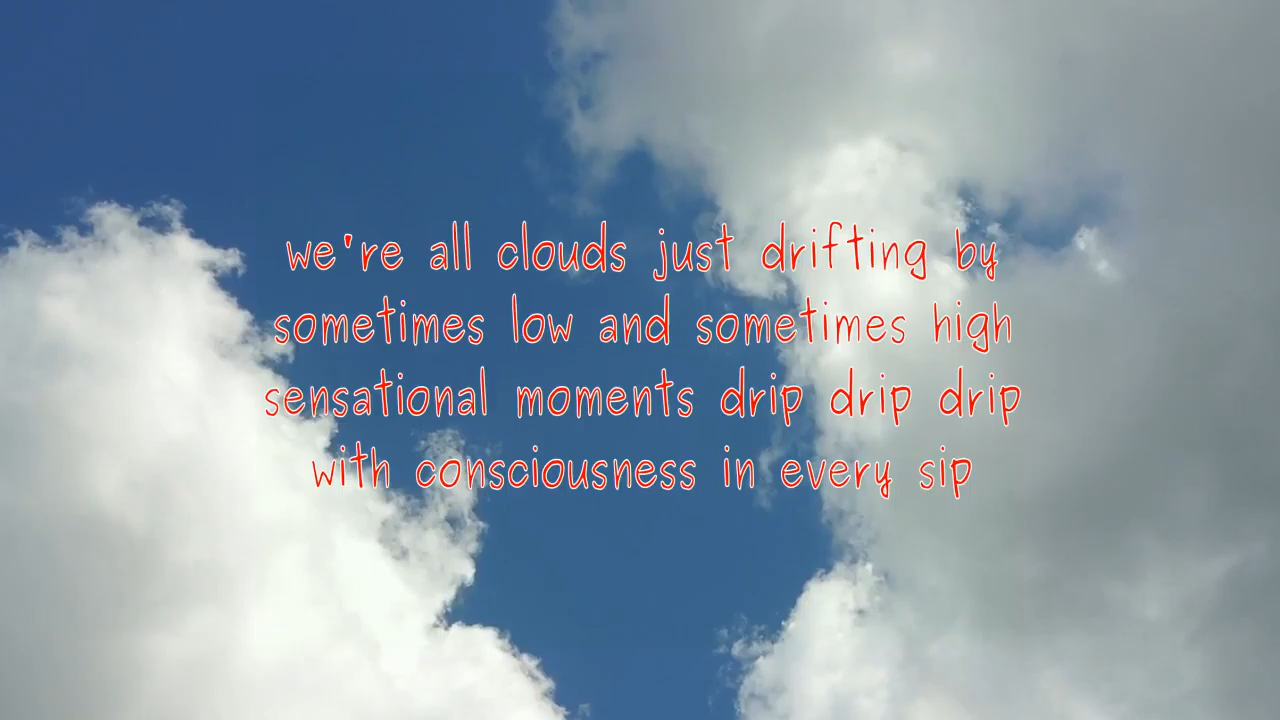 we're all clouds just drifting by
sometimes low and sometimes high
sensational moments drip drip drip
with consciousness in every sip